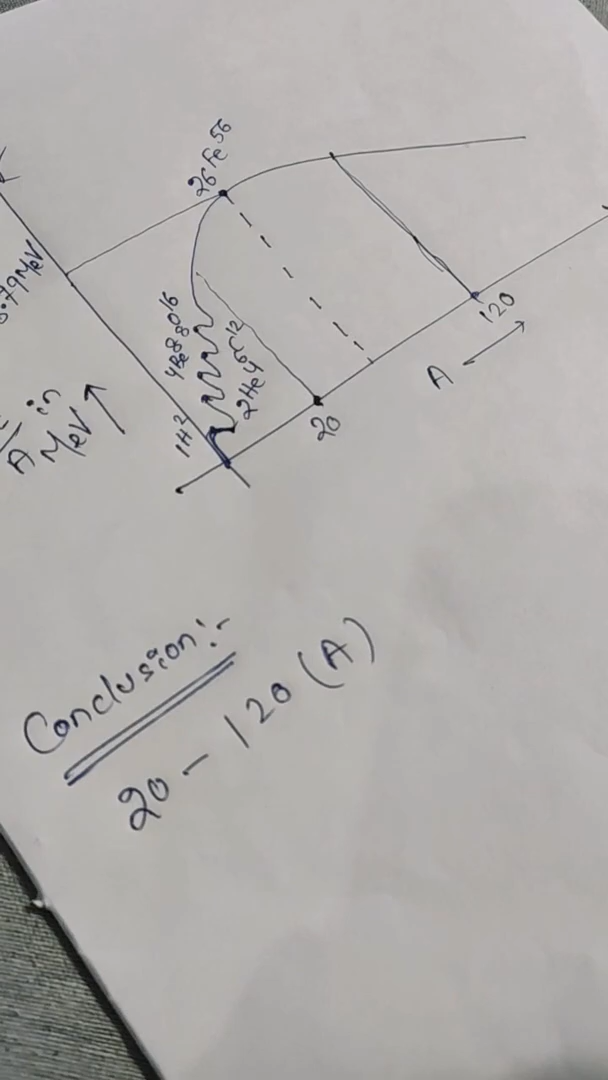 26Fe56
8.79MeV
4Be8 8O16
2He4 6C12
1H2
A in
MeV
20
120
A
Conclusion:-
20 - 120 (A)